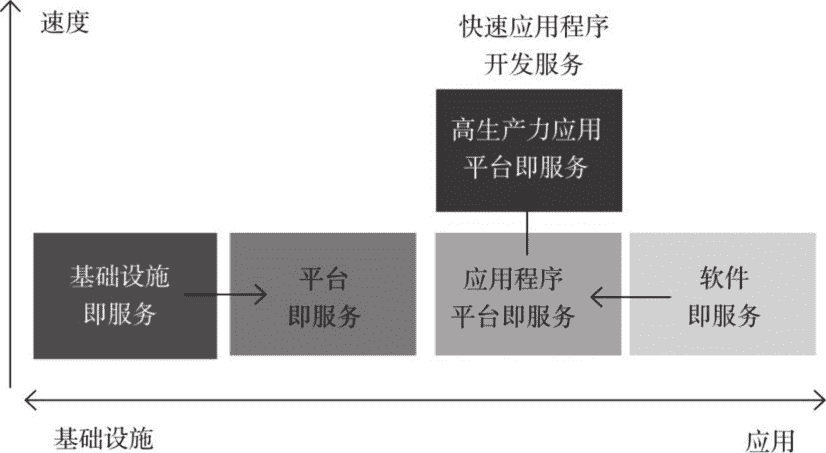 速度
快速应用程序
开发服务
高生产力应用
平台即服务
基础设施
即服务
平台
即服务
应用程序
平台即服务
软件
即服务
基础设施
应用